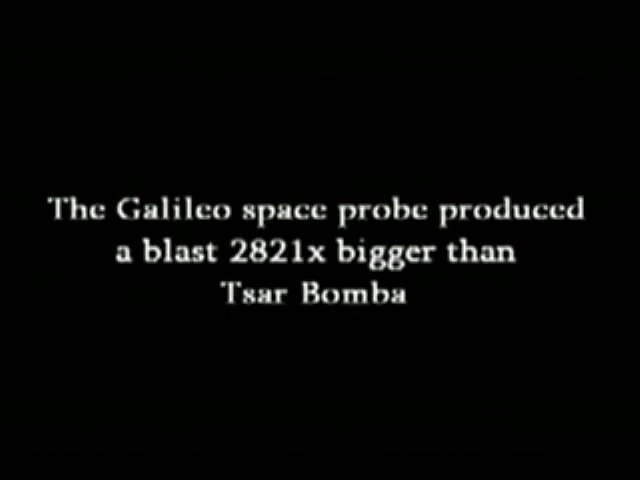 The Galileo space probe produced
a blast 2821x bigger than
Tsar Bomba